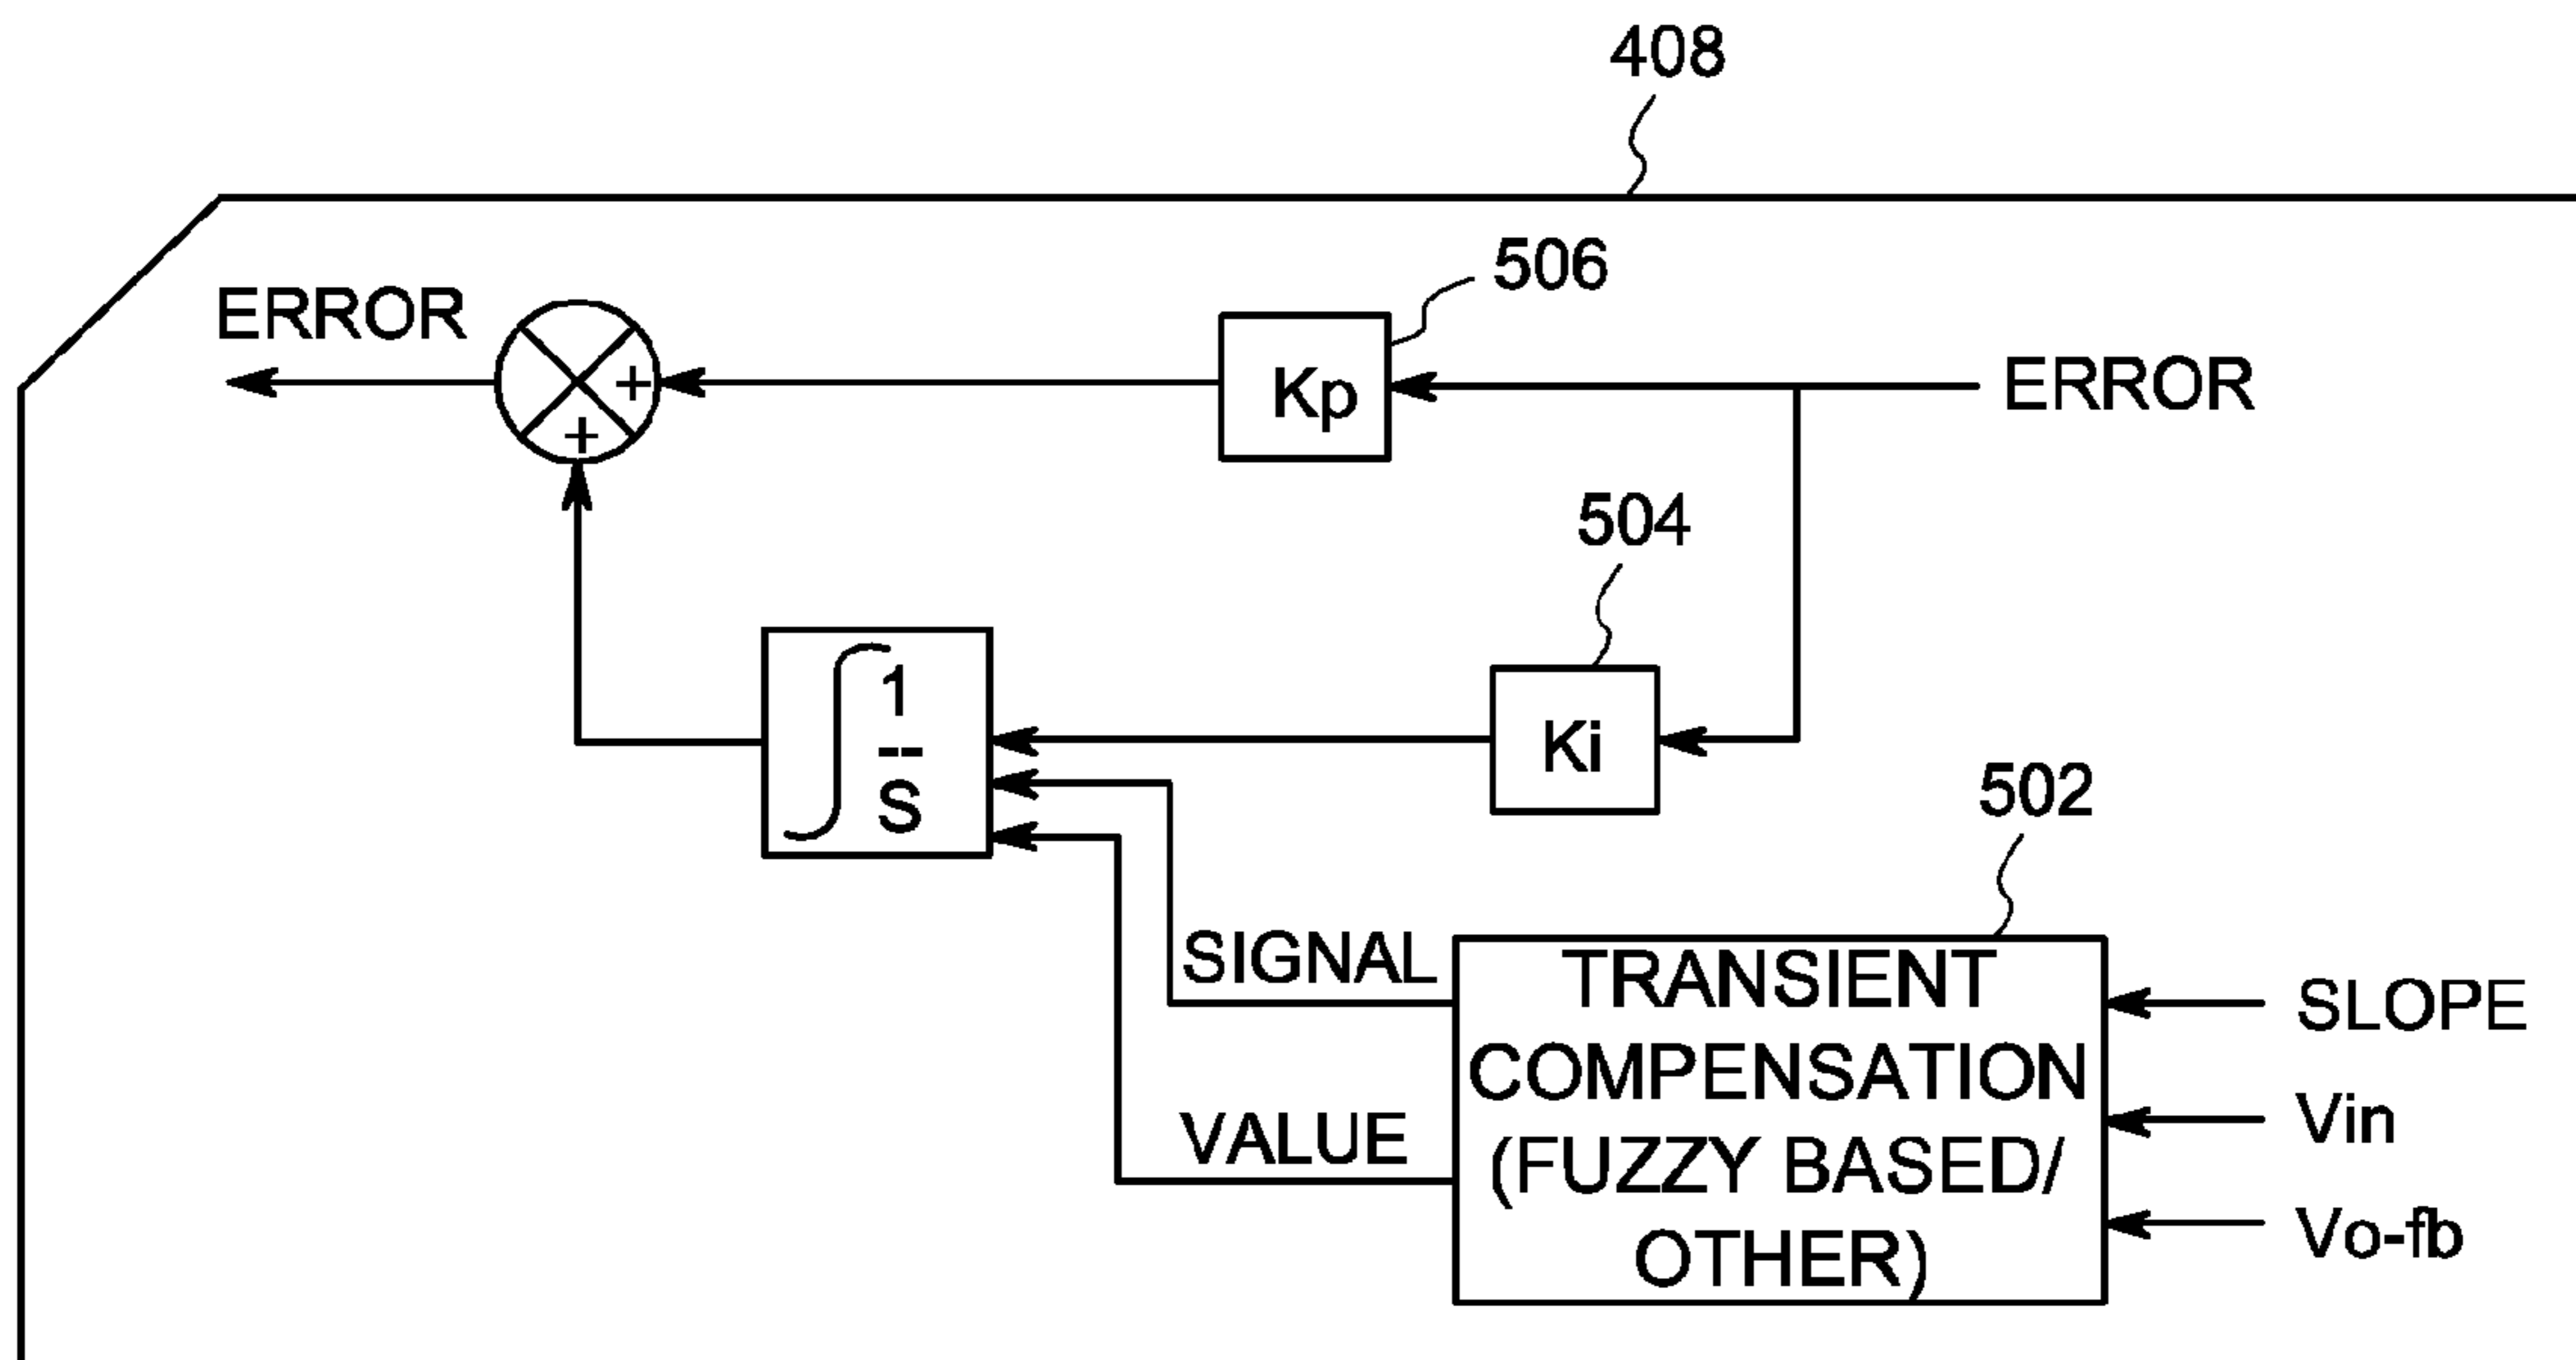 408
506
ERROR
+
Kp
ERROR
+
504
1
--
S
Ki
502
SIGNAL
TRANSIENT
COMPENSATION
(FUZZY BASED/
OTHER)
VALUE
SLOPE
Vin
Vo-fb